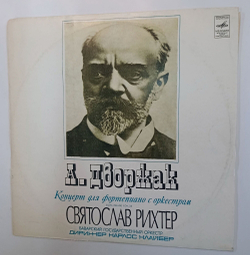 А. Дворжак
Концерт для фортепиано с оркестром
СВЯТОСЛАВ РИХТЕР
БАВАРСКИЙ ГОСУДАРСТВЕННЫЙ ОРКЕСТР
ДИРИЖЕР КАРЛОС КЛАЙБЕР